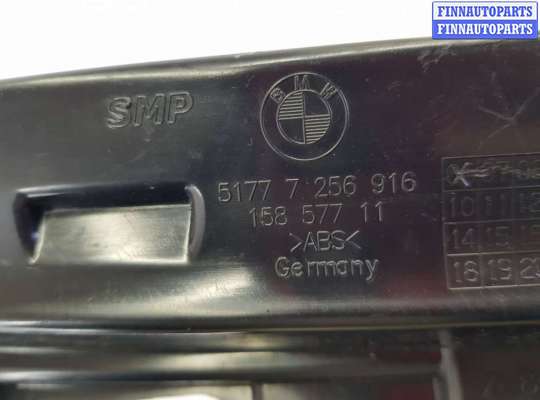 FINNAUTOPARTS
FINNAUTOPARTS
BMW
SMP
5177 7 256 916
158 577 11
>ABS<
Germany
10 11 12
14 15
18 19